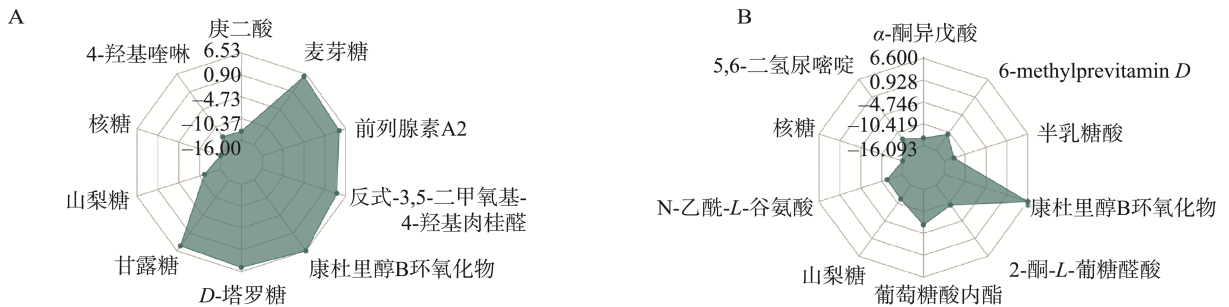 A
庚二酸
麦芽糖
前列腺素A2
反式-3,5-二甲氧基-
4-羟基肉桂醛
康杜里醇B环氧化物
D-塔罗糖
甘露糖
山梨糖
核糖
4-羟基喹啉
6.53
0.90
–4.73
–10.37
–16.00
B
α-酮异戊酸
6-methylprevitamin D
半乳糖酸
康杜里醇B环氧化物
2-酮-L-葡糖醛酸
葡萄糖酸内酯
山梨糖
N-乙酰-L-谷氨酸
核糖
5,6-二氢尿嘧啶
6.600
0.928
–4.746
–10.419
–16.093